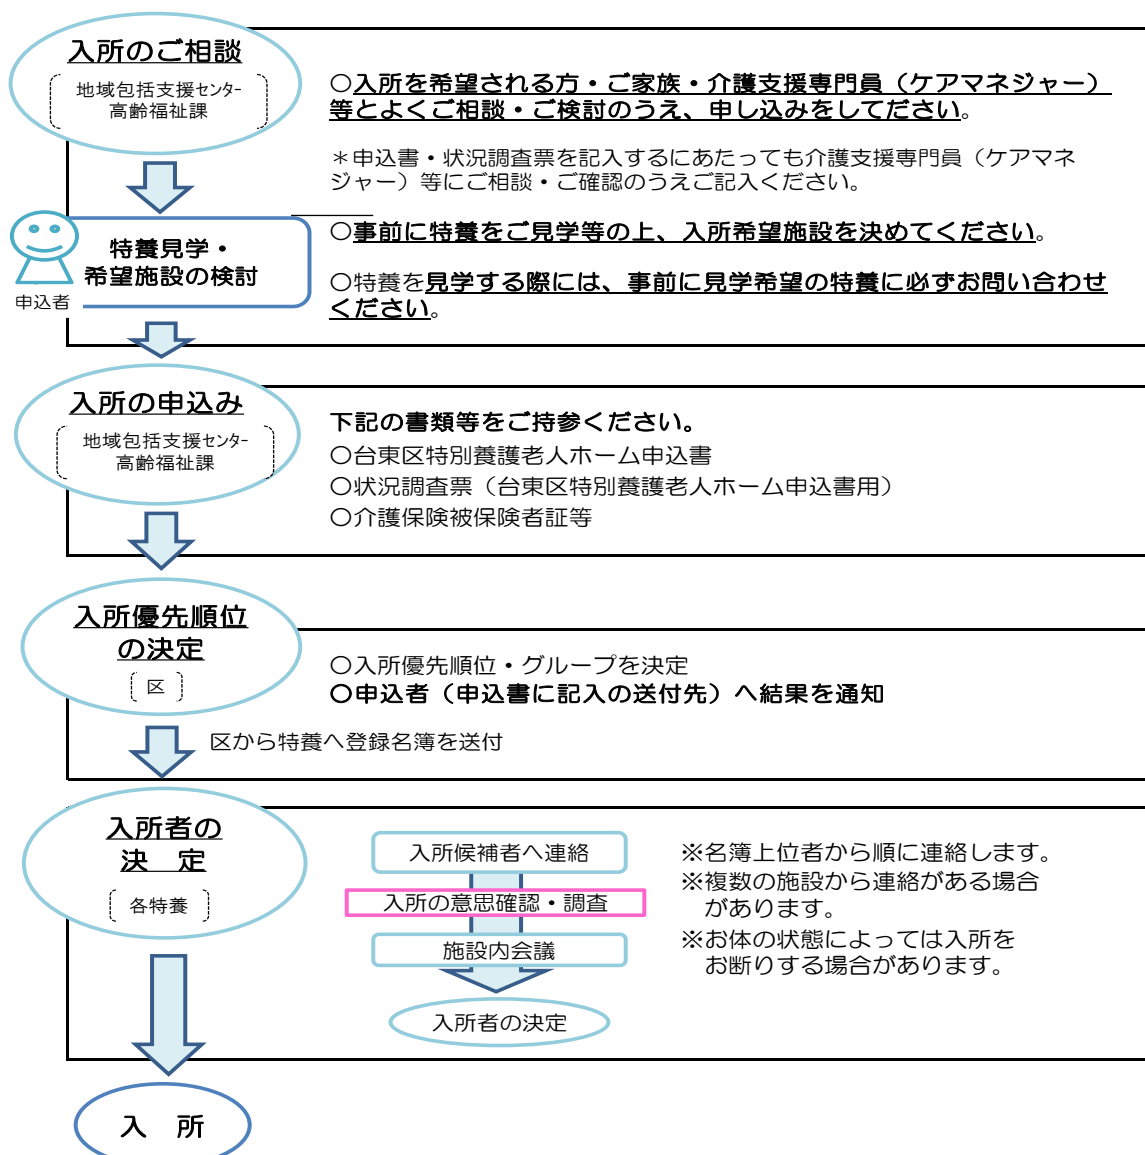 入所のご相談
地域包括支援センター
高齢福祉課
○入所を希望される方・ご家族・介護支援専門員（ケアマネジャー）
等とよくご相談・ご検討のうえ、申し込みをしてださい。
＊申込書・状況調査票を記入するにあたっても介護支援専門員（ケアマネ
ジャー）等にご相談・ご確認のうえご記入ください。
特養見学・
希望施設の検討
申込者
○事前に特養をご見学等の上、入所希望施設を決めてください。
○特養を見学する際には、事前に見学希望の特養に必ずお問い合わせ
ください。
入所の申込み
地域包括支援センター
高齢福祉課
下記の書類等をご持参ください。
○台東区特別養護老人ホーム申込書
○状況調査票（台東区特別養護老人ホーム申込書用）
○介護保険被保険者証等
入所優先順位
の決定
区
○入所優先順位・グループを決定
○申込者（申込書に記入の送付先）へ結果を通知
区から特養へ登録名簿を送付
入所者の
決　定
各特養
入所候補者へ連絡
入所の意思確認・調査
施設内会議
入所者の決定
※名簿上位者から順に連絡します。
※複数の施設から連絡がある場合
があります。
※お体の状態によっては入所を
お断りする場合があります。
入　所